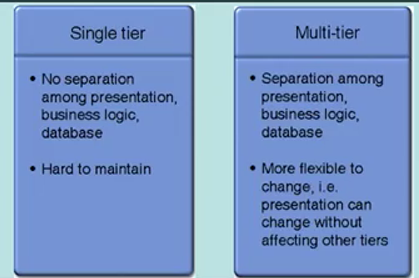 Single tier
• No separation
among presentation,
business logic,
database
• Hard to maintain
Multi-tier
• Separation among
presentation,
business logic,
database
• More flexible to
change, i.e.
presentation can
change without
affecting other tiers